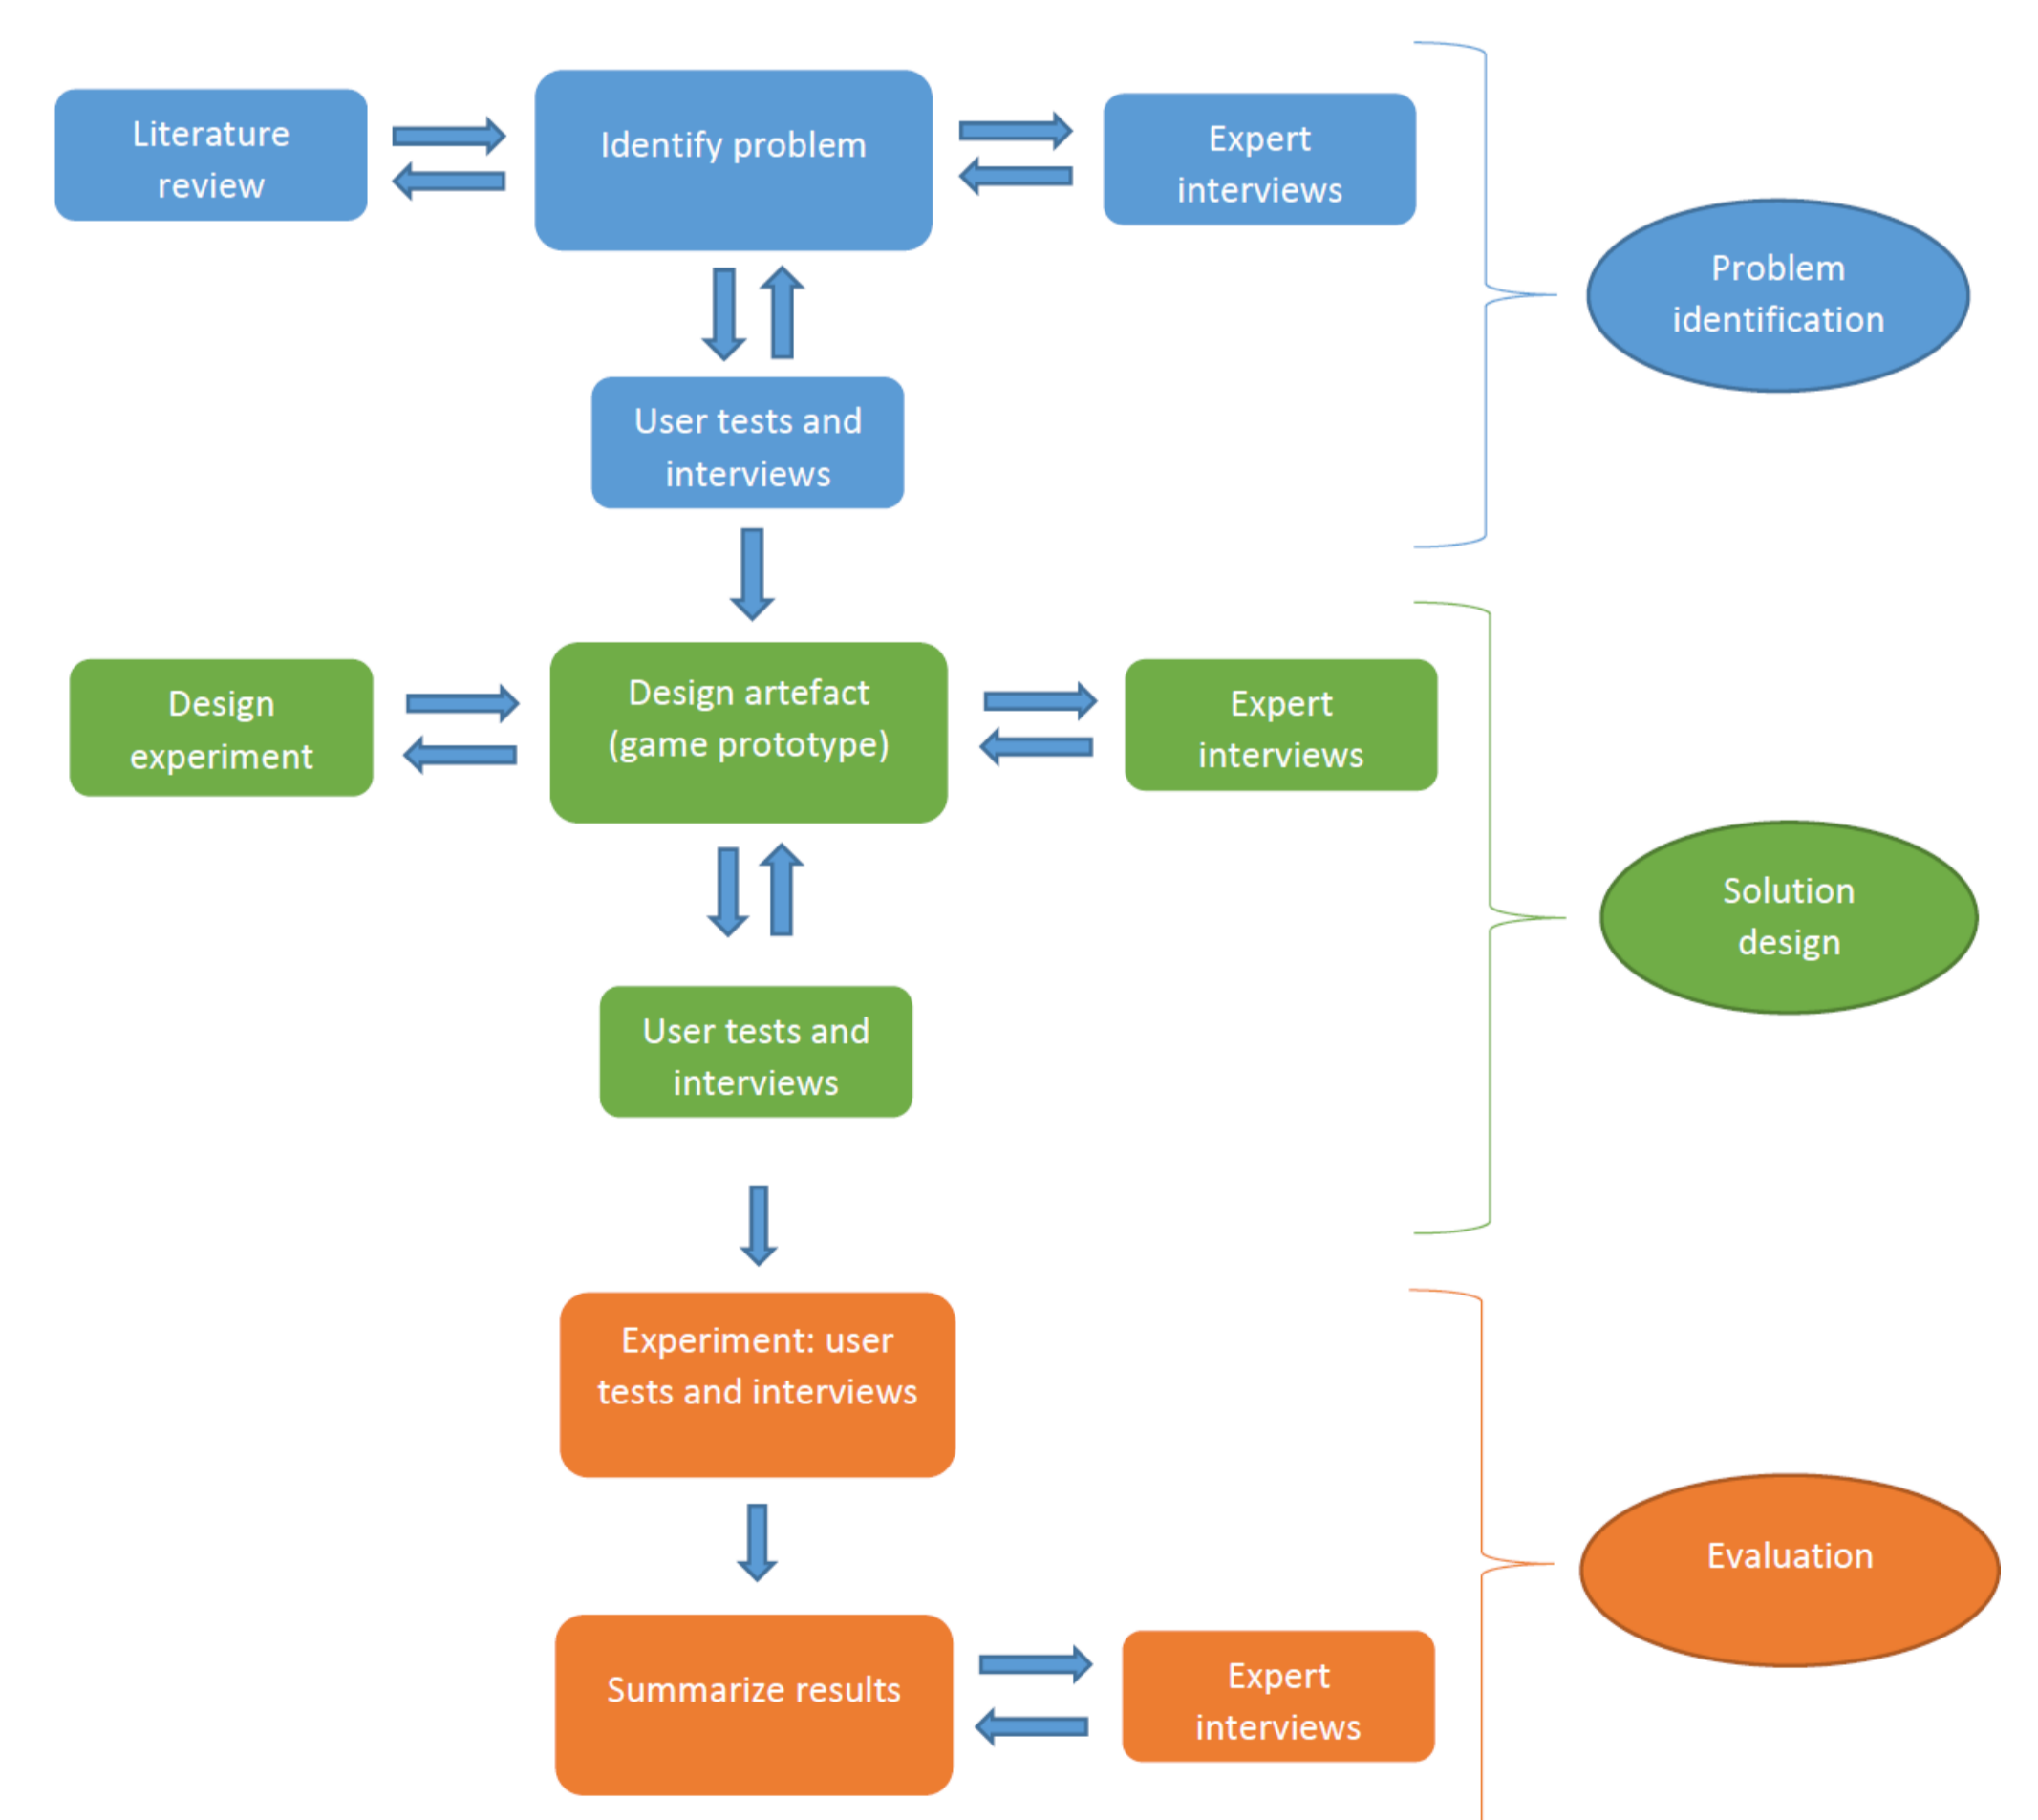 Literature
review
Identify problem
Expert
interviews
Problem
identification
User tests and
interviews
Design
experiment
Design artefact
(game prototype)
Expert
interviews
Solution
design
User tests and
interviews
Experiment: user
tests and interviews
Evaluation
Summarize results
Expert
interviews